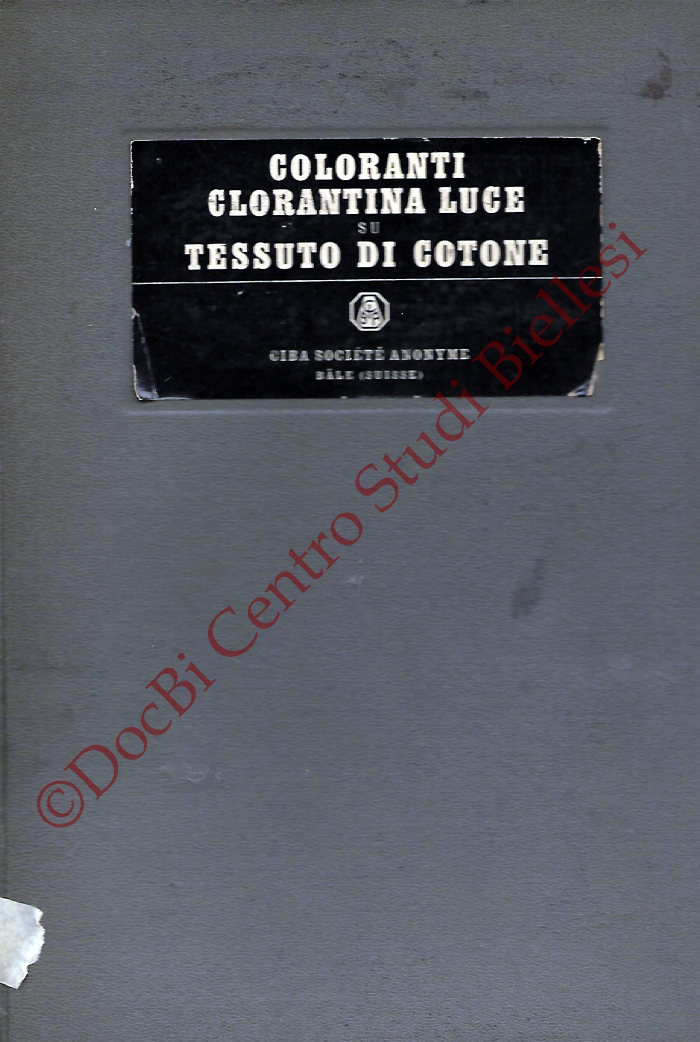 COLORANTI
CLORANTINA LUCE
SU
TESSUTO DI COTONE
CIBA SOCIÉTÉ ANONYME
BÂLE (SUISSE)
©DocBi Centro Studi Biellesi